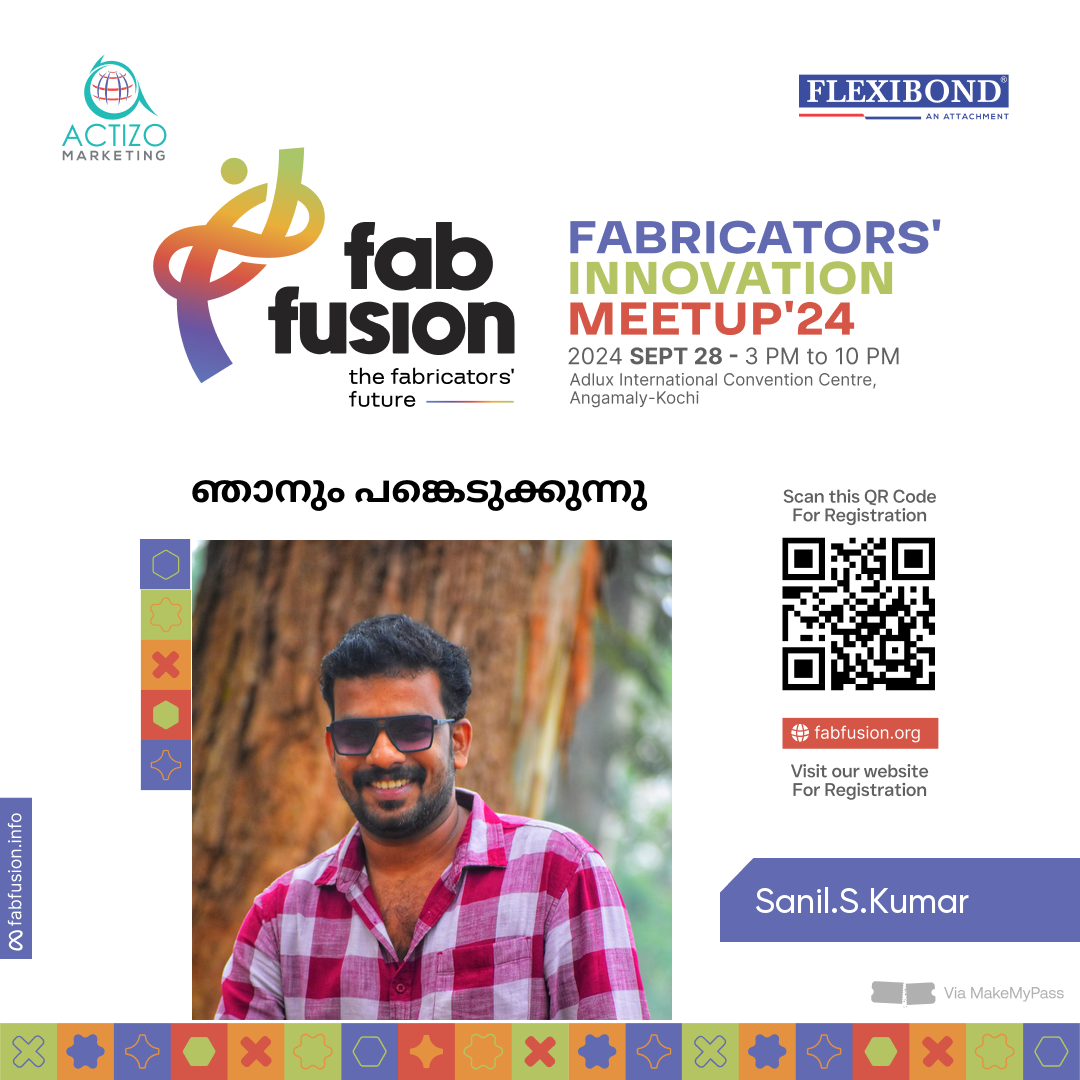 ACTIZO
MARKETING
FLEXIBOND®
AN ATTACHMENT
fab
fusion
the fabricators'
future
FABRICATORS'
INNOVATION
MEETUP'24
2024 SEPT 28 - 3 PM to 10 PM
Adlux International Convention Centre,
Angamaly-Kochi
ഞാനും പങ്കെടുക്കുന്നു
Scan this QR Code
For Registration
fabfusion.org
Visit our website
For Registration
fabfusion.info
Sanil.S.Kumar
Via MakeMyPass